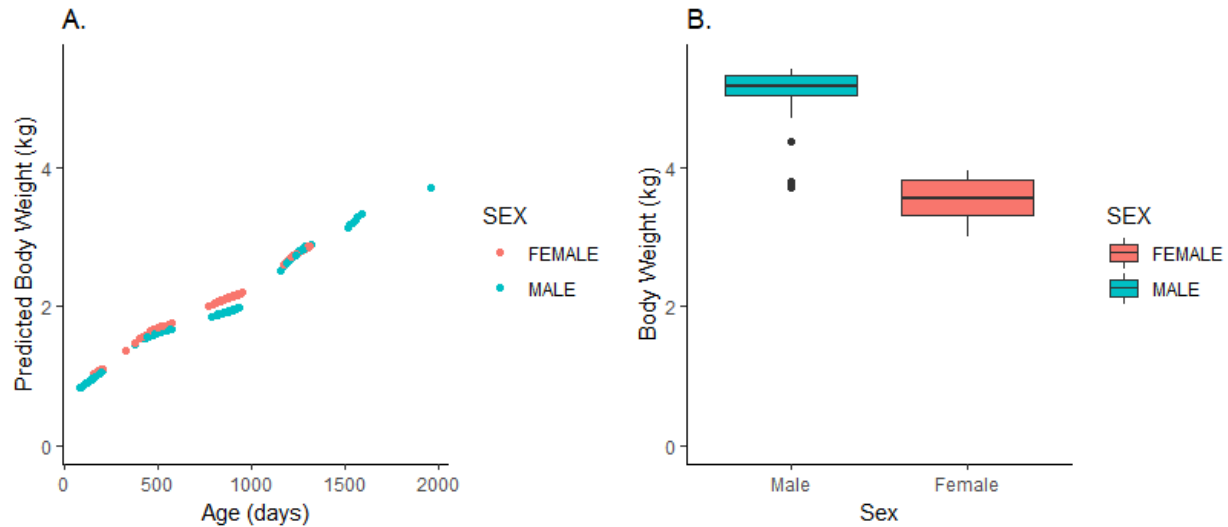 A.
Predicted Body Weight (kg)
4
2
0
0 500 1000 1500 2000
Age (days)
SEX
FEMALE
MALE
B.
Body Weight (kg)
4
2
0
Male Female
Sex
SEX
FEMALE
MALE